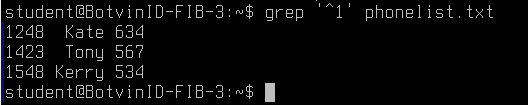 student@BotvinID-FIB-3:~$ grep '^1' phonelist.txt
1248  Kate 634
1423  Tony 567
1548 Kerry 534
student@BotvinID-FIB-3:~$